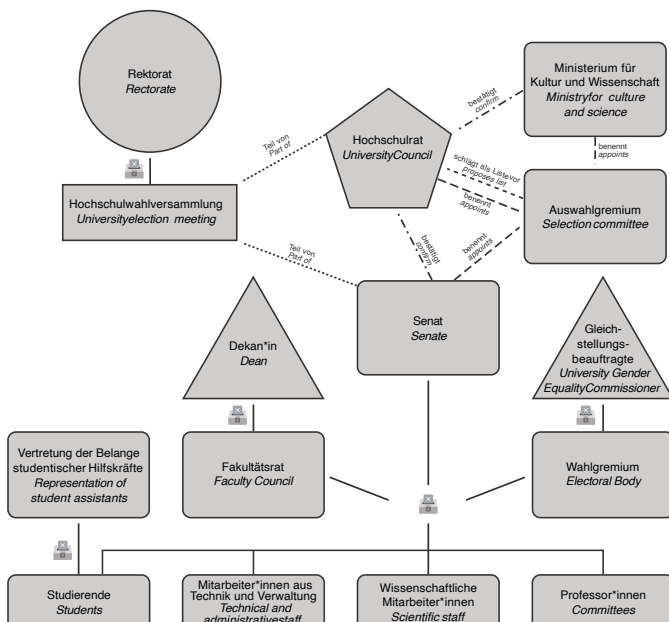 Rektorat
Rectorate
Ministerium für
Kultur und Wissenschaft
Ministryfor culture
and science
bestätigt
confirm
Teil von
Part of
Hochschulrat
UniversityCouncil
benennt
appoints
schlägt als Listevor
proposes list
benennt
appoints
Hochschulwahlversammlung
Universityelection meeting
Auswahlgremium
Selection committee
Teil von
Part of
bestätigt
confirm
benennt
appoints
Senat
Senate
Dekan*in
Dean
Gleich-
stellungs-
beauftragte
University Gender
EqualityCommissioner
Vertretung der Belange
studentischer Hilfskräfte
Representation of
student assistants
Fakultätsrat
Faculty Council
Wahlgremium
Electoral Body
Studierende
Students
Mitarbeiter*innen aus
Technik und Verwaltung
Technical and
administrativestaff
Wissenschaftliche
Mitarbeiter*innen
Scientific staff
Professor*innen
Committees